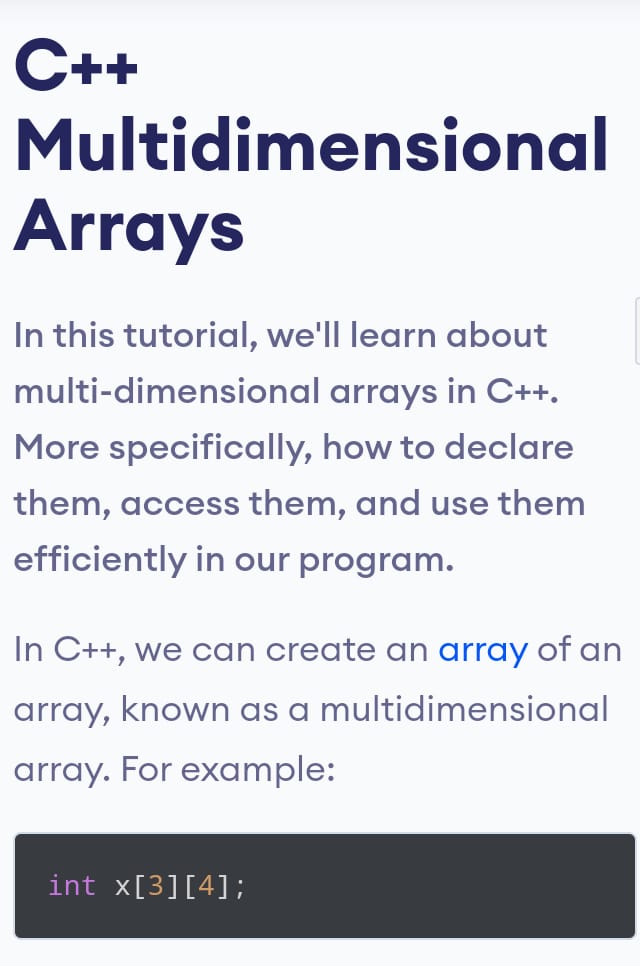 C++
Multidimensional
Arrays
In this tutorial, we'll learn about
multi-dimensional arrays in C++.
More specifically, how to declare
them, access them, and use them
efficiently in our program.
In C++, we can create an array of an
array, known as a multidimensional
array. For example:
int x[3][4];